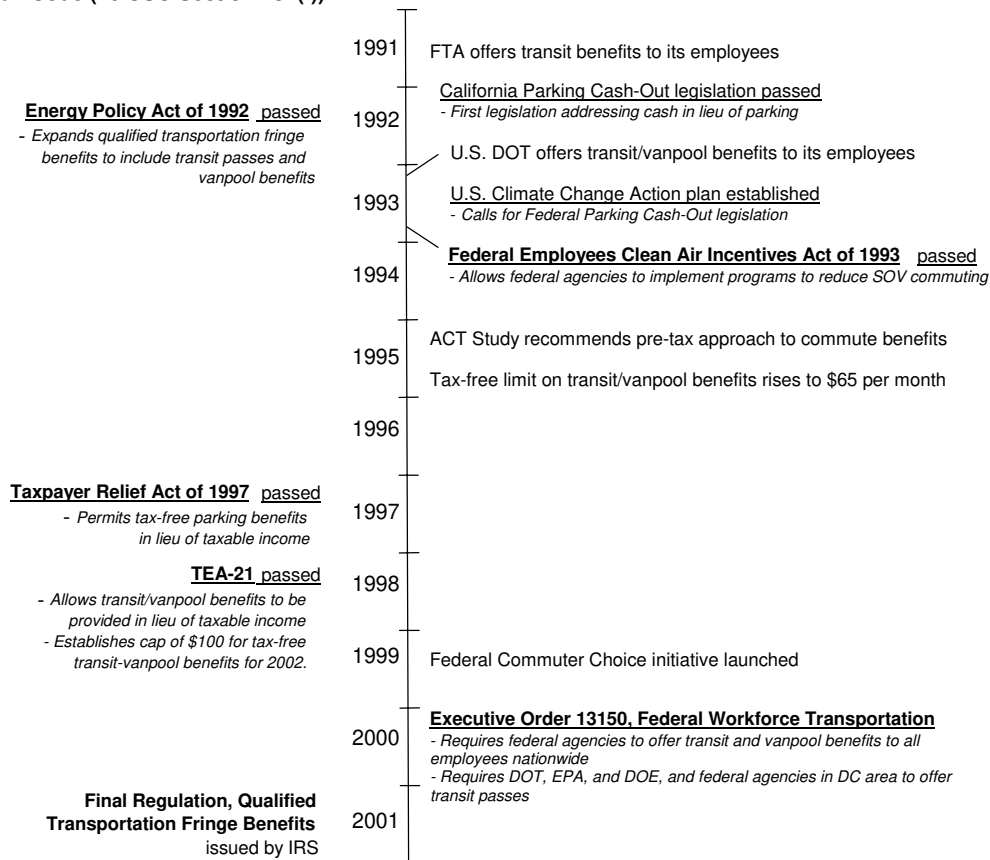 1991
FTA offers transit benefits to its employees
California Parking Cash-Out legislation passed
- First legislation addressing cash in lieu of parking
Energy Policy Act of 1992 passed
- Expands qualified transportation fringe
benefits to include transit passes and
vanpool benefits
1992
U.S. DOT offers transit/vanpool benefits to its employees
1993
U.S. Climate Change Action plan established
- Calls for Federal Parking Cash-Out legislation
Federal Employees Clean Air Incentives Act of 1993 passed
- Allows federal agencies to implement programs to reduce SOV commuting
1994
ACT Study recommends pre-tax approach to commute benefits
1995
Tax-free limit on transit/vanpool benefits rises to $65 per month
1996
Taxpayer Relief Act of 1997 passed
- Permits tax-free parking benefits
in lieu of taxable income
1997
TEA-21 passed
- Allows transit/vanpool benefits to be
provided in lieu of taxable income
- Establishes cap of $100 for tax-free
transit-vanpool benefits for 2002.
1998
1999
Federal Commuter Choice initiative launched
Executive Order 13150, Federal Workforce Transportation
- Requires federal agencies to offer transit and vanpool benefits to all
employees nationwide
- Requires DOT, EPA, and DOE, and federal agencies in DC area to offer
transit passes
2000
Final Regulation, Qualified
Transportation Fringe Benefits
issued by IRS
2001